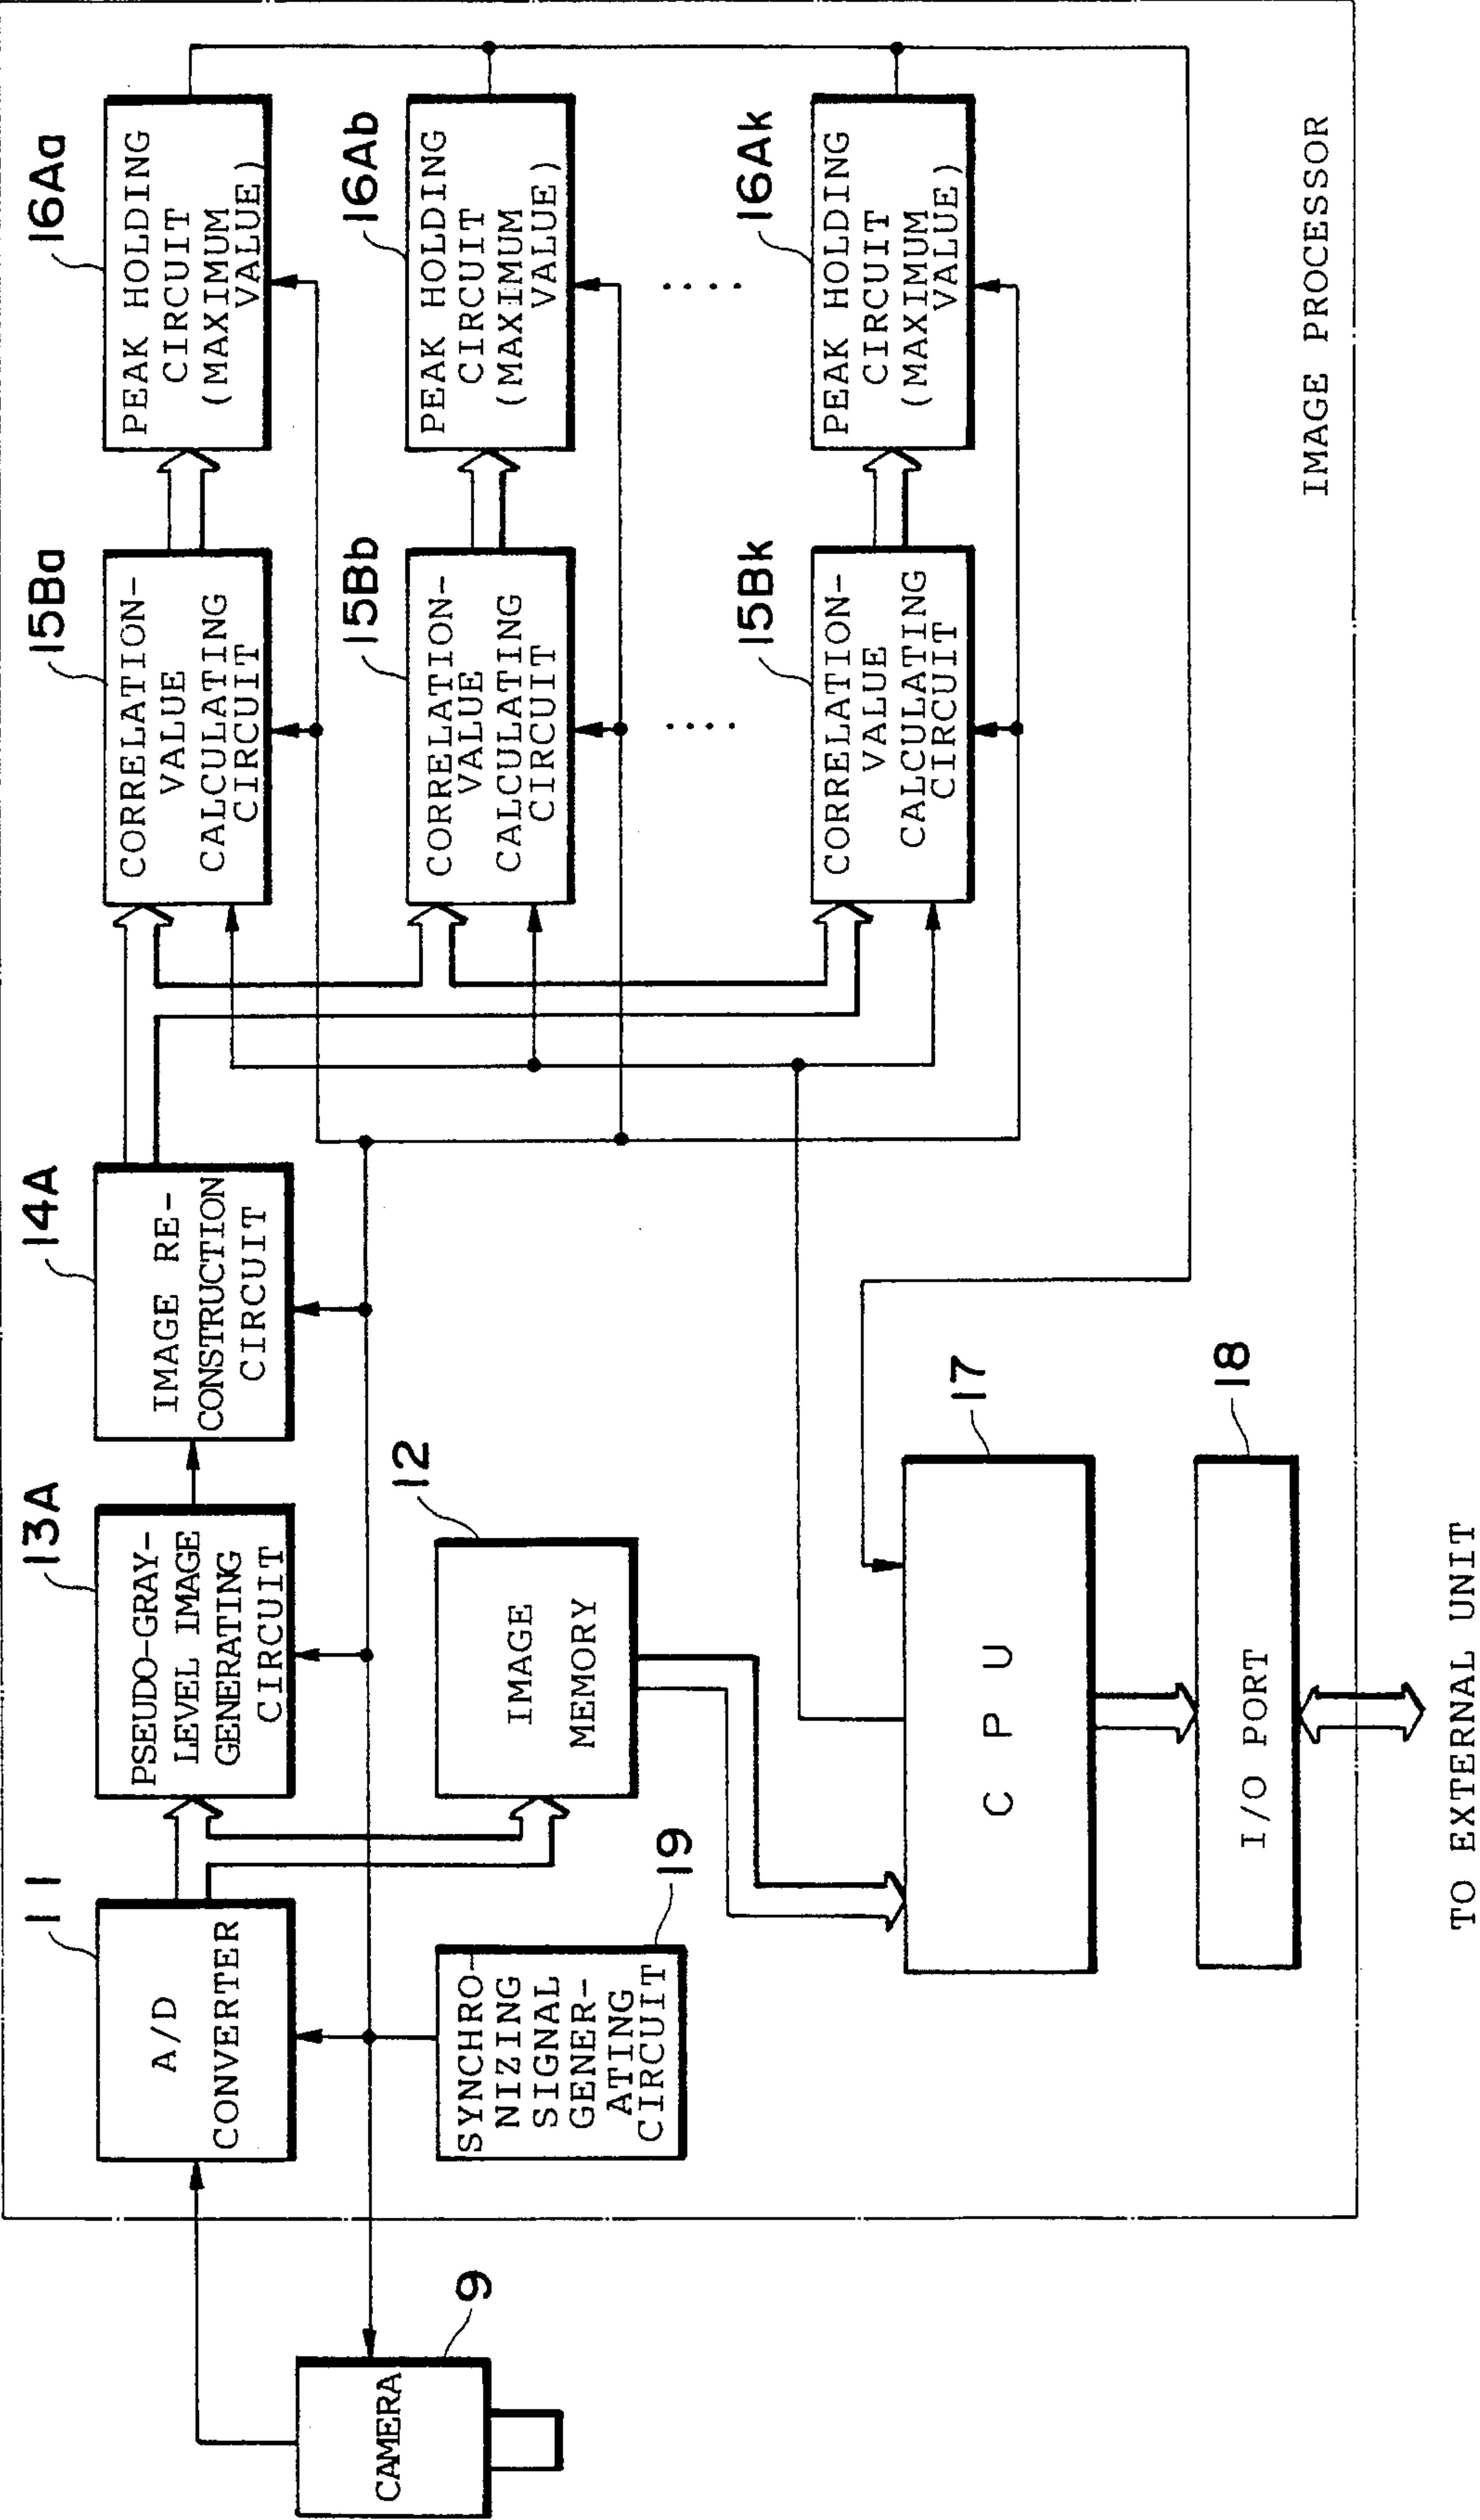 9
CAMERA
11
A/D
CONVERTER
13A
PSEUDO-GRAY-
LEVEL IMAGE
GENERATING
CIRCUIT
14A
IMAGE RE-
CONSTRUCTION
CIRCUIT
15Ba
CORRELATION-
VALUE
CALCULATING
CIRCUIT
16Aa
PEAK HOLDING
CIRCUIT
(MAXIMUM
VALUE)
15Bb
CORRELATION-
VALUE
CALCULATING
CIRCUIT
16Ab
PEAK HOLDING
CIRCUIT
(MAXIMUM
VALUE)
....
....
15Bk
CORRELATION-
VALUE
CALCULATING
CIRCUIT
16Ak
PEAK HOLDING
CIRCUIT
(MAXIMUM
VALUE)
12
IMAGE
MEMORY
19
SYNCHRO-
NIZING
SIGNAL
GENER-
ATING
CIRCUIT
17
C P U
18
I/O PORT
IMAGE PROCESSOR
TO EXTERNAL UNIT